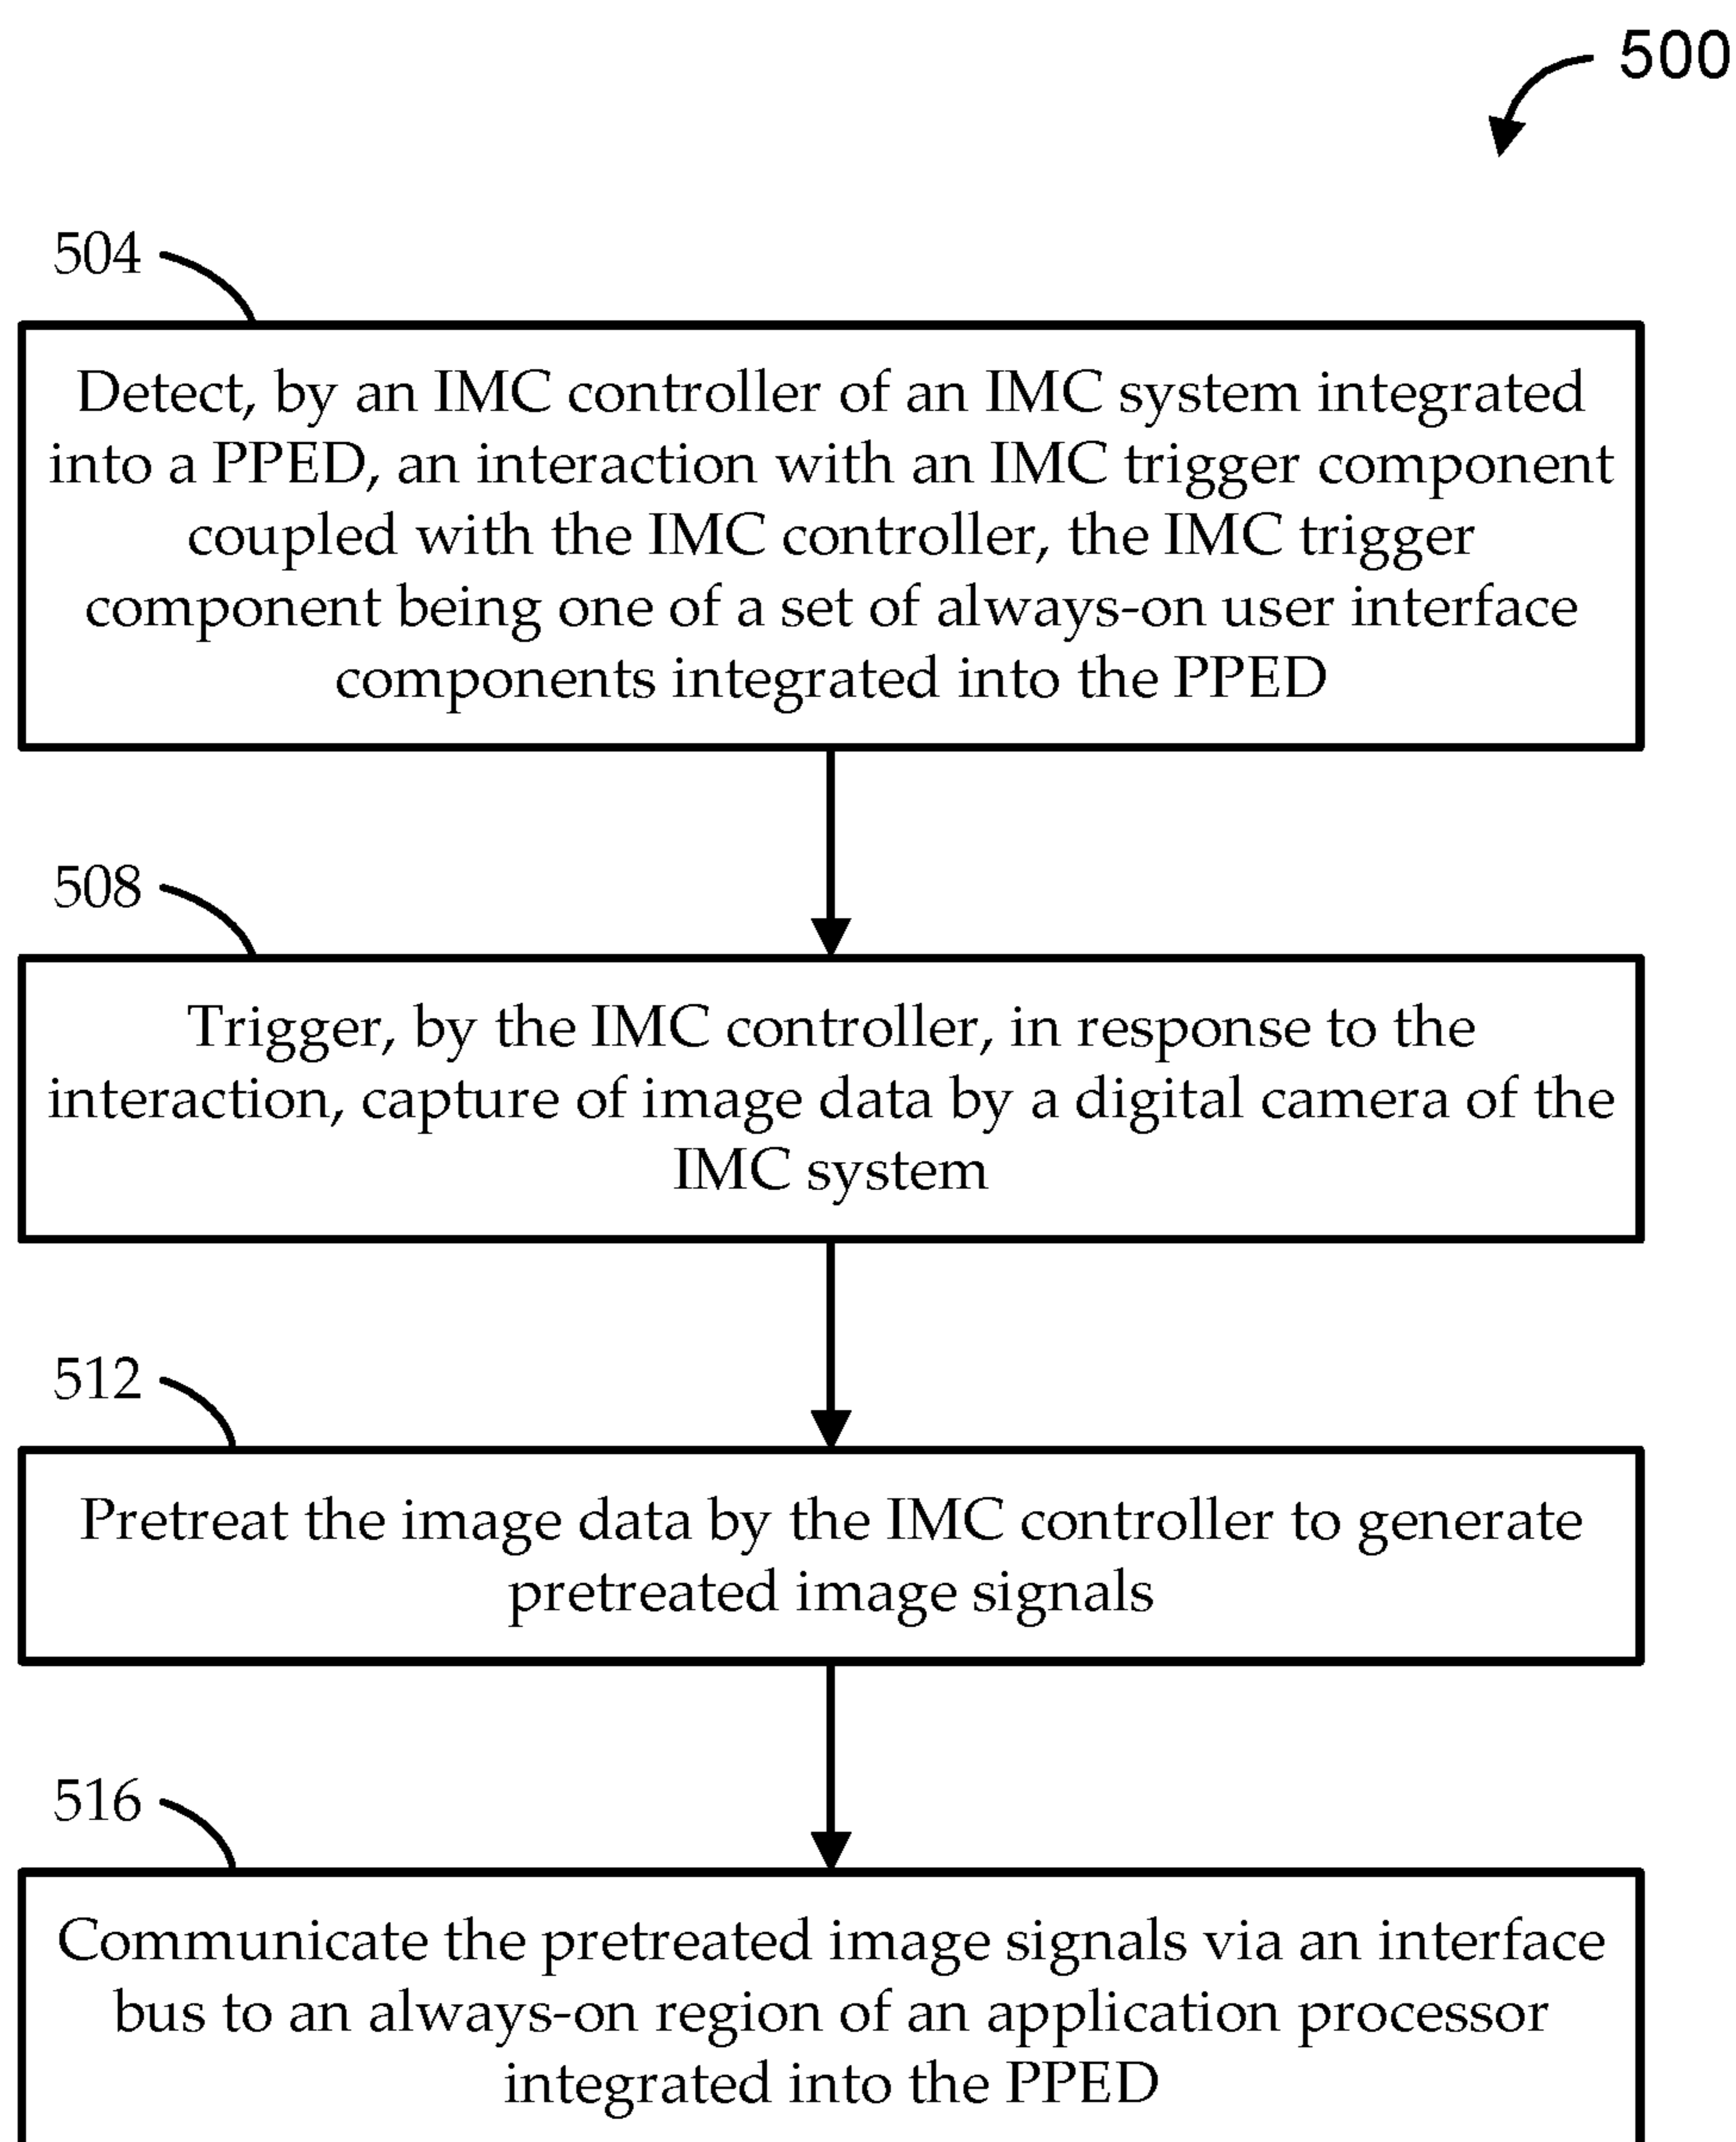 500
504
Detect, by an IMC controller of an IMC system integrated
into a PPED, an interaction with an IMC trigger component
coupled with the IMC controller, the IMC trigger
component being one of a set of always-on user interface
components integrated into the PPED
508
Trigger, by the IMC controller, in response to the
interaction, capture of image data by a digital camera of the
IMC system
512
Pretreat the image data by the IMC controller to generate
pretreated image signals
516
Communicate the pretreated image signals via an interface
bus to an always-on region of an application processor
integrated into the PPED